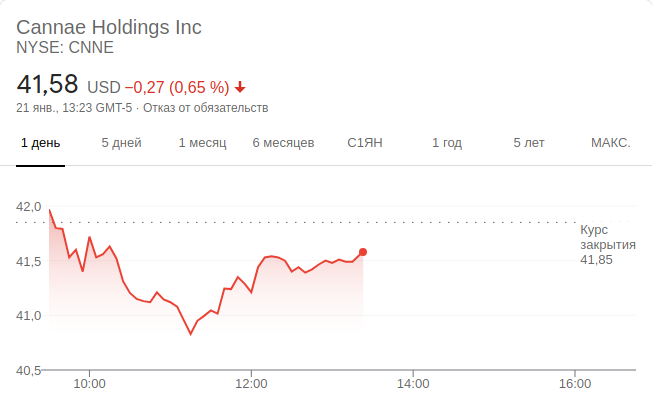 Cannae Holdings Inc
NYSE: CNNE
41,58 USD −0,27 (0,65 %)
21 янв., 13:23 GMT-5 · Отказ от обязательств
1 день 5 дней 1 месяц 6 месяцев С1ЯН 1 год 5 лет МАКС.
42,0
Курс
закрытия
41,85
41,5
41,0
40,5
10:00 12:00 14:00 16:00